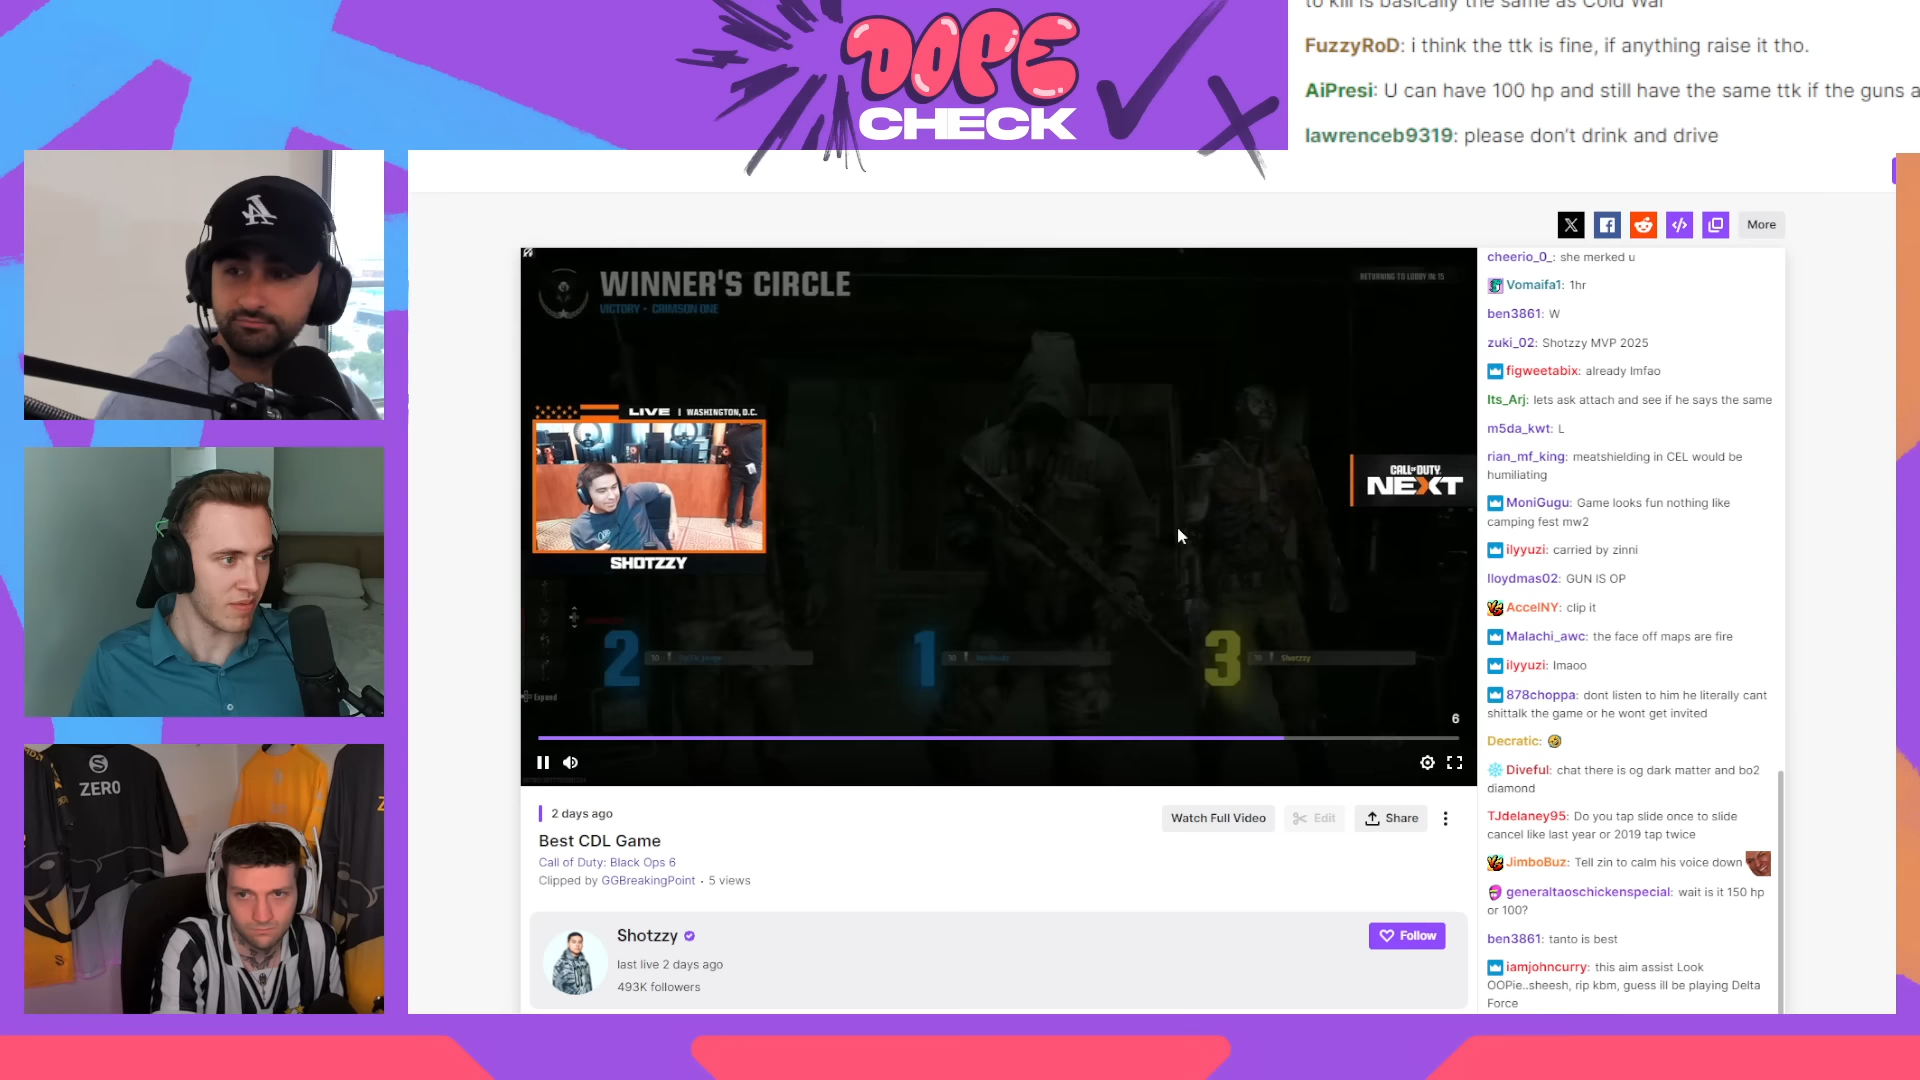 to kill is basically the same as Cold War
FuzzyRoD: i think the ttk is fine, if anything raise it tho.
AiPresi: U can have 100 hp and still have the same ttk if the guns a
lawrenceb9319: please don't drink and drive
DOPE
CHECK
More
WINNER'S CIRCLE
VICTORY - CRIMSON ONE
RETURNING TO LOBBY IN: 15
LIVE | WASHINGTON, D.C.
SHOTZZY
CALL OF DUTY
NEXT
2
1
3
Shotzzy
Expand
6
2 days ago
Best CDL Game
Call of Duty: Black Ops 6
Clipped by GGBreakingPoint • 5 views
Watch Full Video
Edit
Share
Shotzzy
last live 2 days ago
493K followers
Follow
cheerio_0_: she merked u
Vomaifa1: 1hr
ben3861: W
zuki_02: Shotzzy MVP 2025
figweetabix: already lmfao
Its_Arj: lets ask attach and see if he says the same
m5da_kwt: L
rian_mf_king: meatshielding in CEL would be
humiliating
MoniGugu: Game looks fun nothing like
camping fest mw2
ilyyuzi: carried by zinni
lloydmas02: GUN IS OP
AccelNY: clip it
Malachi_awc: the face off maps are fire
ilyyuzi: lmaoo
878choppa: dont listen to him he literally cant
shittalk the game or he wont get invited
Decratic:
Diveful: chat there is og dark matter and bo2
diamond
TJdelaney95: Do you tap slide once to slide
cancel like last year or 2019 tap twice
JimboBuz: Tell zin to calm his voice down
generaltaoschickenspecial: wait is it 150 hp
or 100?
ben3861: tanto is best
iamjohncurry: this aim assist Look
OOPie..sheesh, rip kbm, guess ill be playing Delta
Force
ZERO